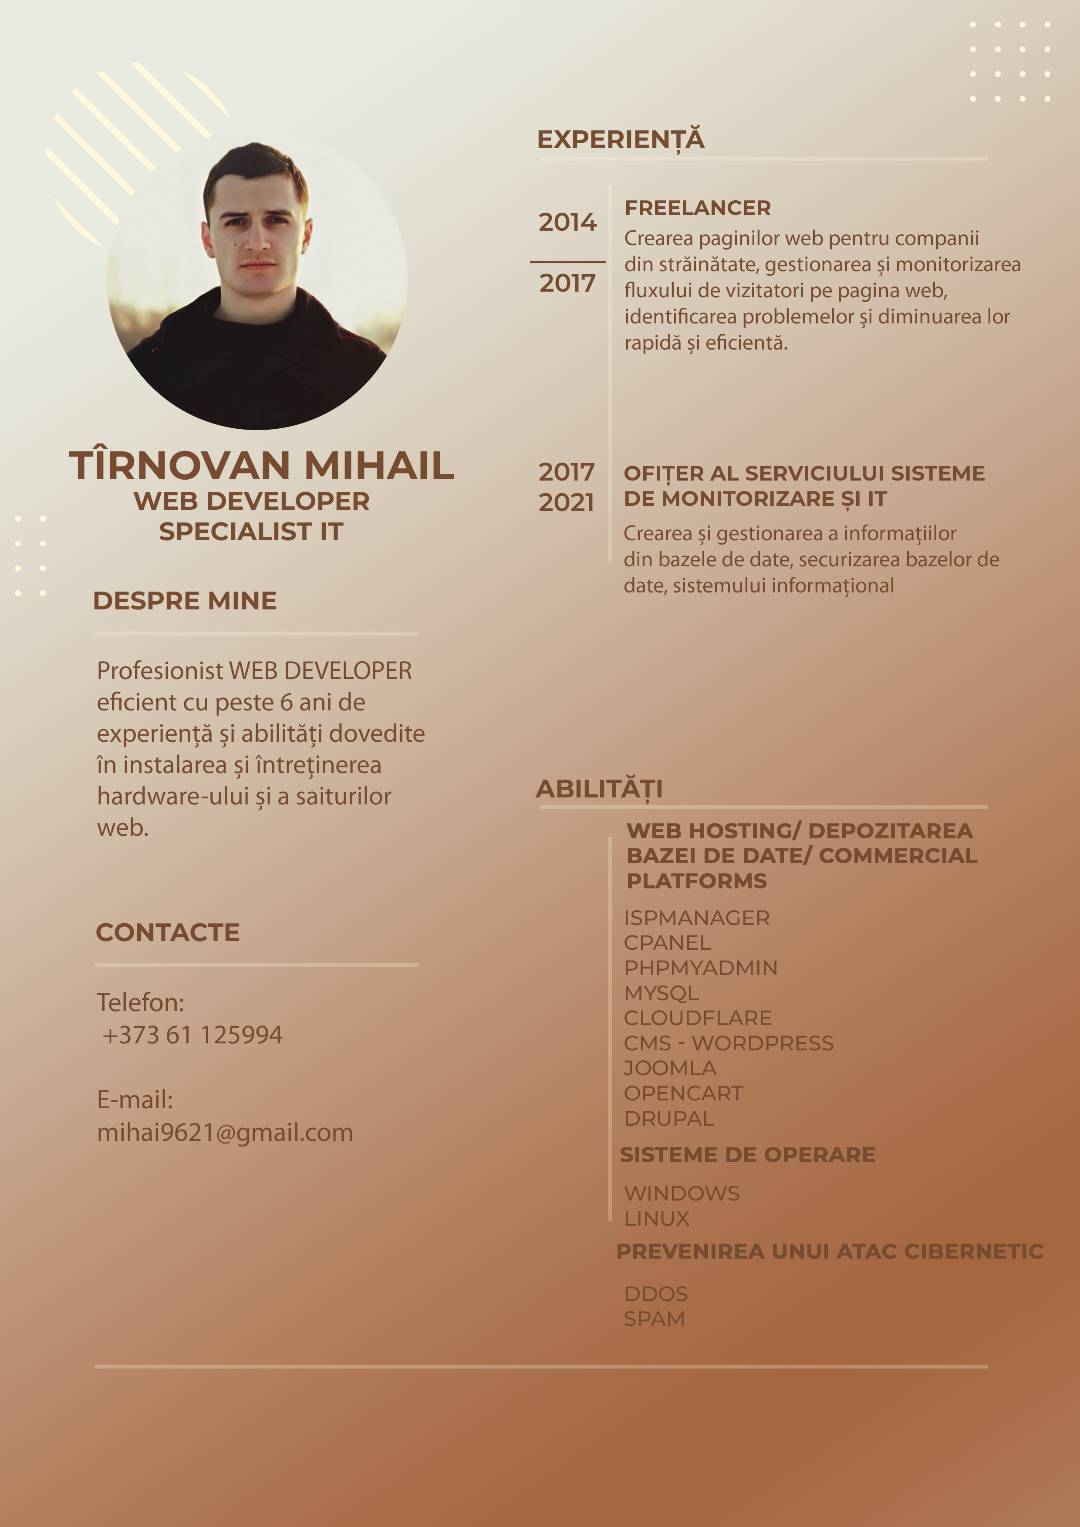 TÎRNOVAN MIHAIL
WEB DEVELOPER
SPECIALIST IT
DESPRE MINE
Profesionist WEB DEVELOPER
eficient cu peste 6 ani de
experiență și abilități dovedite
în instalarea și întreținerea
hardware-ului și a saiturilor
web.
CONTACTE
Telefon:
+373 61 125994
E-mail:
mihai9621@gmail.com
EXPERIENȚĂ
2014
2017
FREELANCER
Crearea paginilor web pentru companii
din străinătate, gestionarea și monitorizarea
fluxului de vizitatori pe pagina web,
identificarea problemelor și diminuarea lor
rapidă și eficientă.
2017
2021
OFIȚER AL SERVICIULUI SISTEME
DE MONITORIZARE ȘI IT
Crearea și gestionarea a informațiilor
din bazele de date, securizarea bazelor de
date, sistemului informațional
ABILITĂȚI
WEB HOSTING/ DEPOZITAREA
BAZEI DE DATE/ COMMERCIAL
PLATFORMS
ISPMANAGER
CPANEL
PHPMYADMIN
MYSQL
CLOUDFLARE
CMS - WORDPRESS
JOOMLA
OPENCART
DRUPAL
SISTEME DE OPERARE
WINDOWS
LINUX
PREVENIREA UNUI ATAC CIBERNETIC
DDOS
SPAM